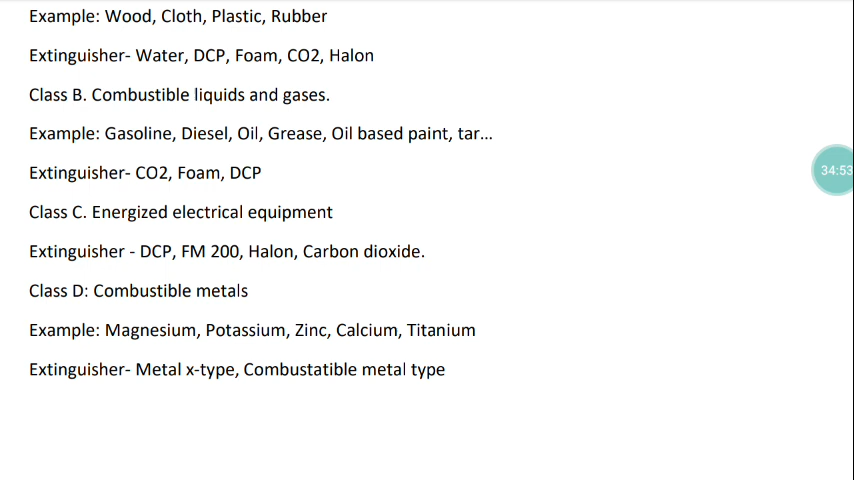 Example: Wood, Cloth, Plastic, Rubber
Extinguisher- Water, DCP, Foam, CO2, Halon
Class B. Combustible liquids and gases.
Example: Gasoline, Diesel, Oil, Grease, Oil based paint, tar...
Extinguisher- CO2, Foam, DCP
34:53
Class C. Energized electrical equipment
Extinguisher - DCP, FM 200, Halon, Carbon dioxide.
Class D: Combustible metals
Example: Magnesium, Potassium, Zinc, Calcium, Titanium
Extinguisher- Metal x-type, Combustatible metal type